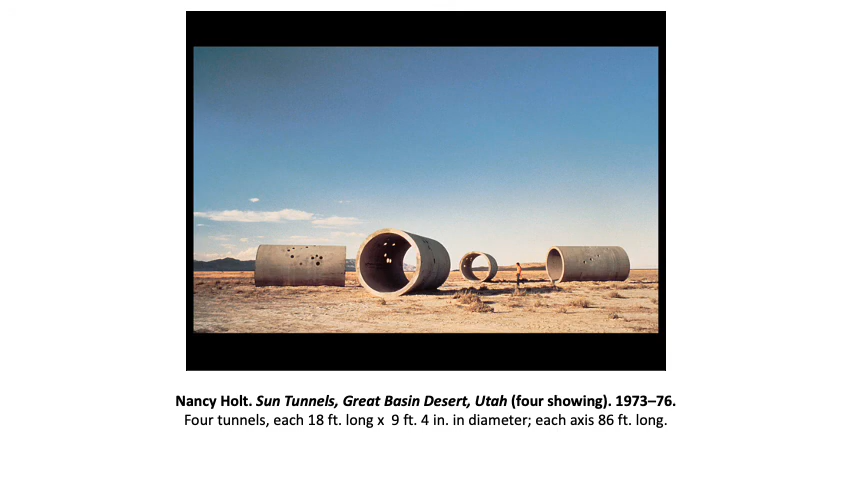 Nancy Holt. Sun Tunnels, Great Basin Desert, Utah (four showing). 1973–76.
Four tunnels, each 18 ft. long x  9 ft. 4 in. in diameter; each axis 86 ft. long.